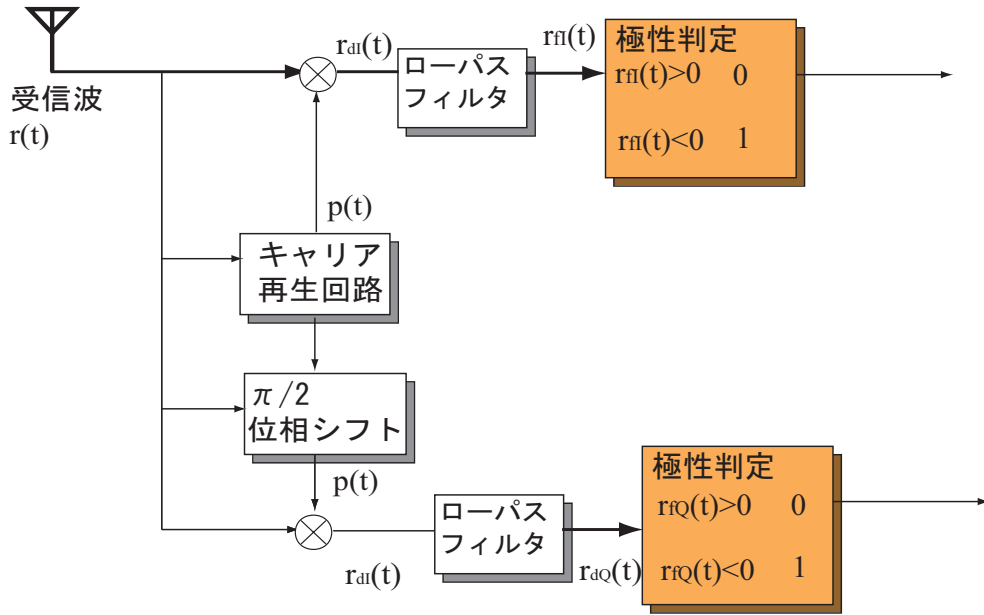 受信波
r(t)
rdI(t)
ローパス
フィルタ
rfI(t)
極性判定
rfI(t)>0 0
rfI(t)<0 1
p(t)
キャリア
再生回路
π/2
位相シフト
p(t)
rdI(t)
ローパス
フィルタ
rdQ(t)
極性判定
rfQ(t)>0 0
rfQ(t)<0 1